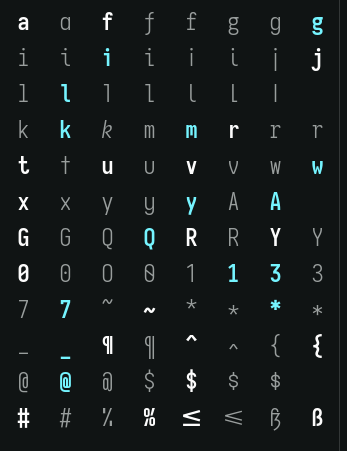 a a f f f g g g
i i i i i i j j
l l l l l l l
k k k m m r r r
t t u u v v w w
x x y y y A A
G G Q Q R R Y Y
0 0 0 0 1 1 3 3
7 7 ~ ~ * * * *
_ _ ¶ ¶ ^ ^ { {
@ @ @ $ $ $ $
# # % % ≤ ≤ ß ß